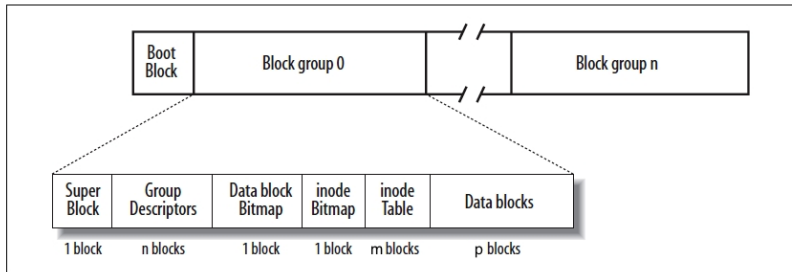 Boot
Block
Block group 0
Block group n
Super
Block
Group
Descriptors
Data block
Bitmap
inode
Bitmap
inode
Table
Data blocks
1 block
n blocks
1 block
1 block
m blocks
p blocks